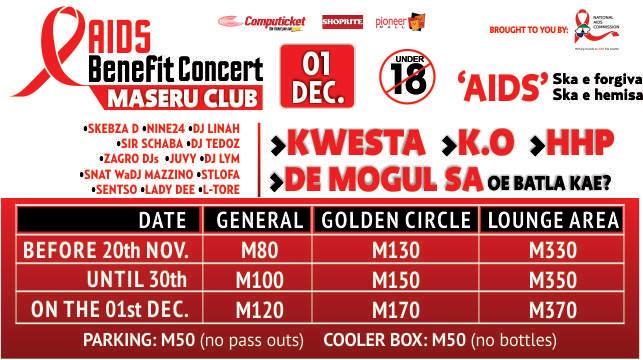 AIDS
Benefit Concert
MASERU CLUB
Computicket
SHOPRITE
pioneer
MALL
BROUGHT TO YOU BY:
NATIONAL
AIDS
COMMISSION
01
DEC.
UNDER
18
'AIDS' Ska e forgiva
Ska e hemisa
•SKEBZA D •NINE24 •DJ LINAH
•SIR SCHABA •DJ TEDOZ
•ZAGRO DJs •JUVY •DJ LYM
•SNAT WaDJ MAZZINO •STLOFA
•SENTSO •LADY DEE •L-TORE
>KWESTA >K.O >HHP
>DE MOGUL SA OE BATLA KAE?
DATE GENERAL GOLDEN CIRCLE LOUNGE AREA
BEFORE 20th NOV. M80 M130 M330
UNTIL 30th M100 M150 M350
ON THE 01st DEC. M120 M170 M370
PARKING: M50 (no pass outs) COOLER BOX: M50 (no bottles)